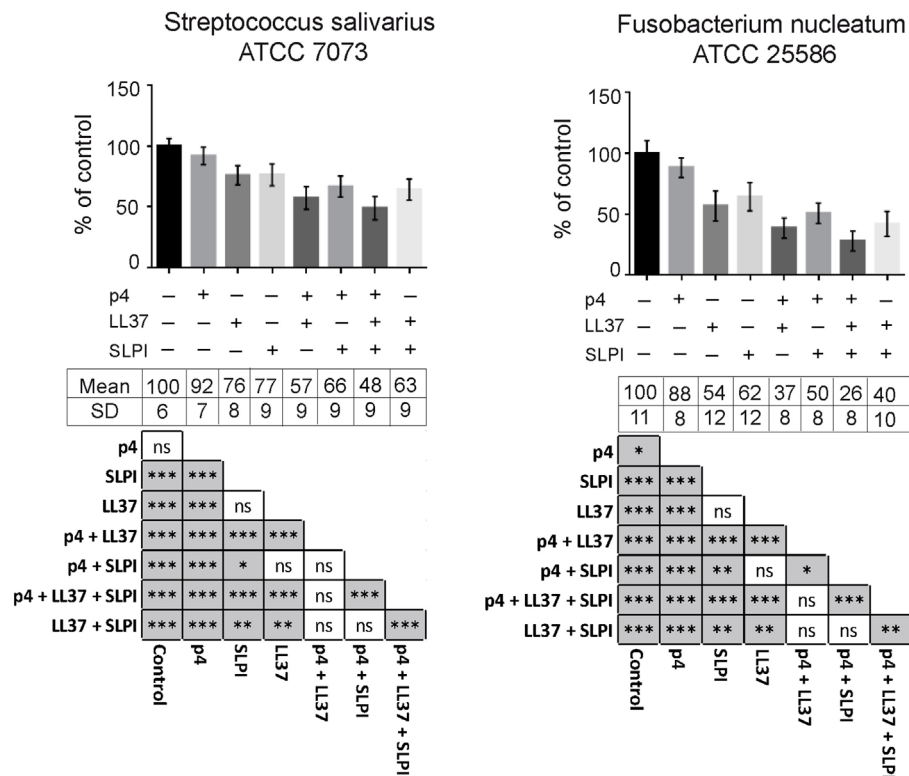 Streptococcus salivarius
ATCC 7073
150
100
50
0
% of control
p4 – + – – + + + –
LL37 – – + – + – + +
SLPI – – – + – + + +
Mean 100 92 76 77 57 66 48 63
SD 6 7 8 9 9 9 9 9
p4 ns
SLPI *** ***
LL37 *** *** ns
p4 + LL37 *** *** *** ***
p4 + SLPI *** *** * ns ns
p4 + LL37 + SLPI *** *** *** *** ns ***
LL37 + SLPI *** *** ** ** ns ns ***
Control
p4
SLPI
LL37
p4 + LL37
p4 + SLPI
p4 + LL37 + SLPI
Fusobacterium nucleatum
ATCC 25586
150
100
50
0
% of control
p4 – + – – + + + –
LL37 – – + – + – + +
SLPI – – – + – + + +
100 88 54 62 37 50 26 40
11 8 12 12 8 8 8 10
p4 *
SLPI *** ***
LL37 *** *** ns
p4 + LL37 *** *** *** ***
p4 + SLPI *** *** ** ns *
p4 + LL37 + SLPI *** *** *** *** ns ***
LL37 + SLPI *** *** ** ** ns ns **
Control
p4
SLPI
LL37
p4 + LL37
p4 + SLPI
p4 + LL37 + SLPI